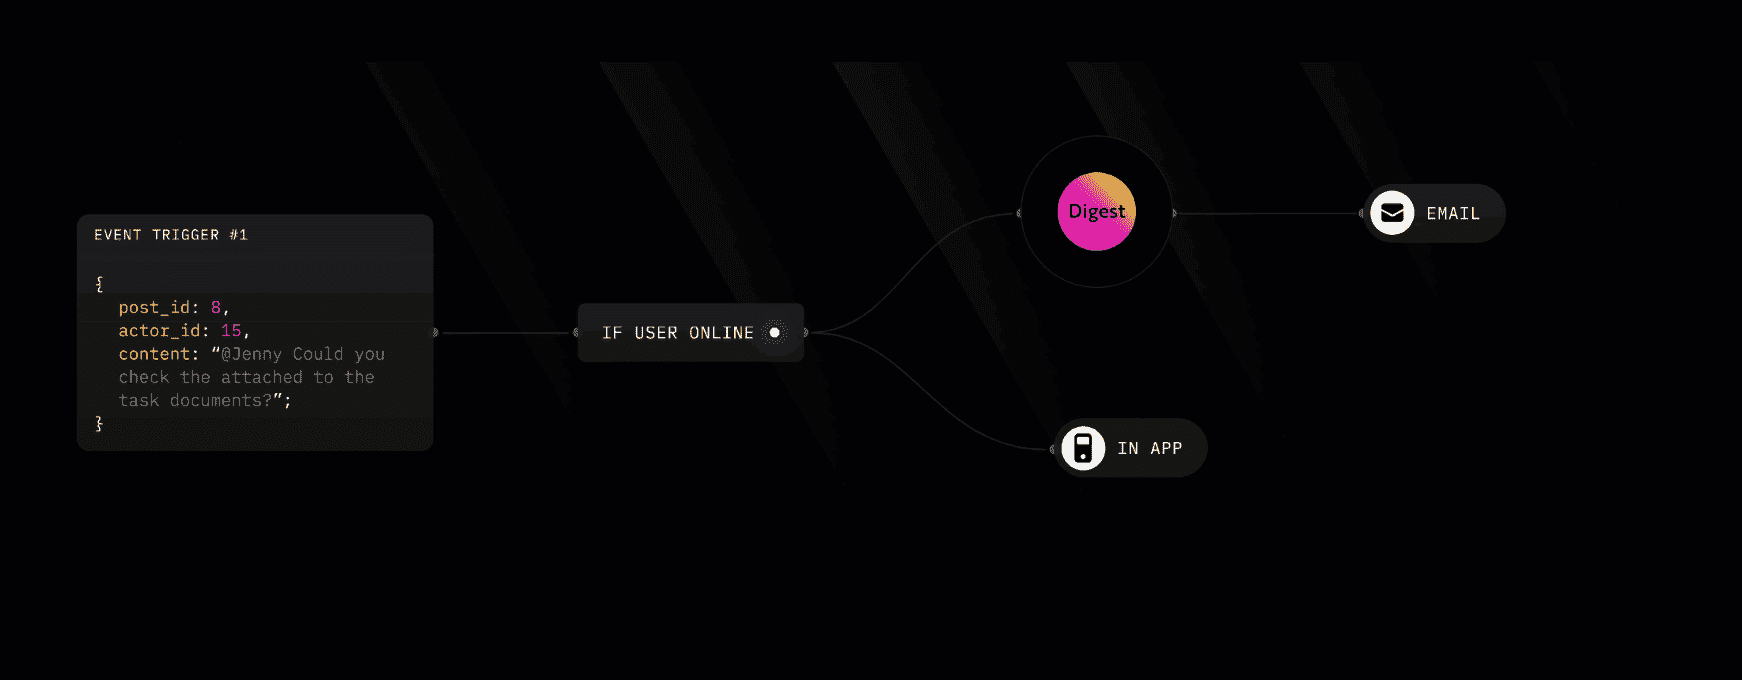 EVENT TRIGGER #1
{
post_id: 8,
actor_id: 15,
content: “@Jenny Could you
check the attached to the
task documents?”;
}
IF USER ONLINE
Digest
EMAIL
IN APP